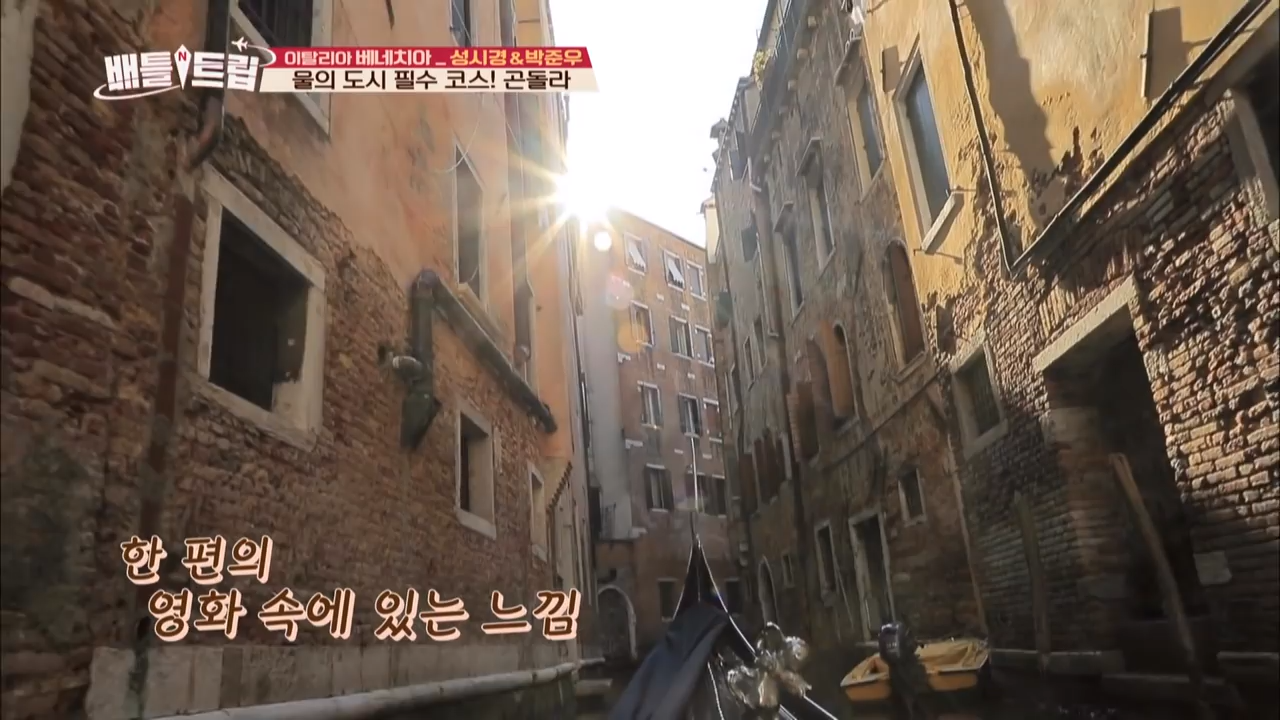 배틀트립
이탈리아 베네치아 _ 성시경&박준우
물의 도시 필수 코스! 곤돌라
한 편의
영화 속에 있는 느낌